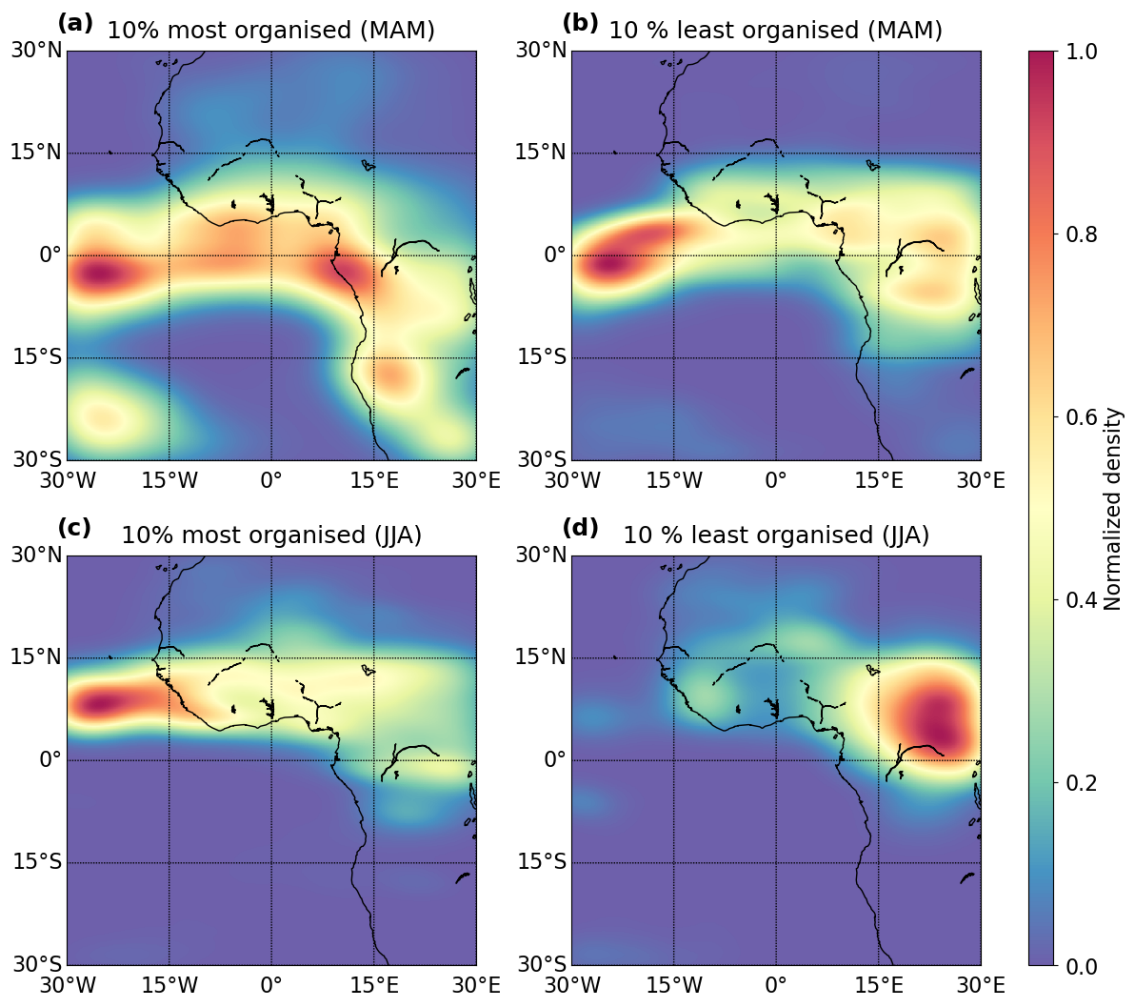 (a) 10% most organised (MAM)
30°N
15°N
0°
15°S
30°S
30°W 15°W 0° 15°E 30°E
(b) 10 % least organised (MAM)
30°W 15°W 0° 15°E 30°E
(c) 10% most organised (JJA)
30°N
15°N
0°
15°S
30°S
30°W 15°W 0° 15°E 30°E
(d) 10 % least organised (JJA)
30°N
15°N
0°
15°S
30°S
30°W 15°W 0° 15°E 30°E
30°N
15°N
0°
15°S
30°S
1.0
0.8
0.6
0.4
0.2
0.0
Normalized density